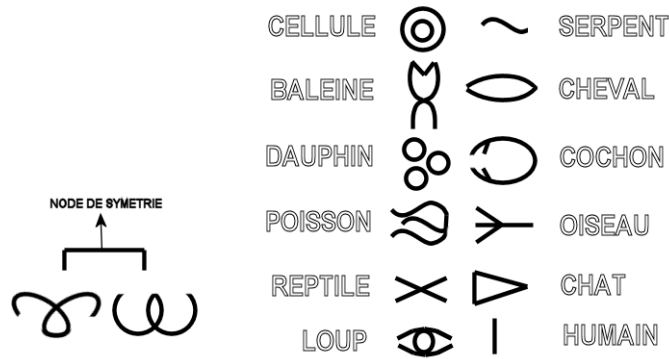 CELLULE SERPENT
BALEINE CHEVAL
DAUPHIN COCHON
NODE DE SYMETRIE
POISSON OISEAU
REPTILE CHAT
LOUP HUMAIN